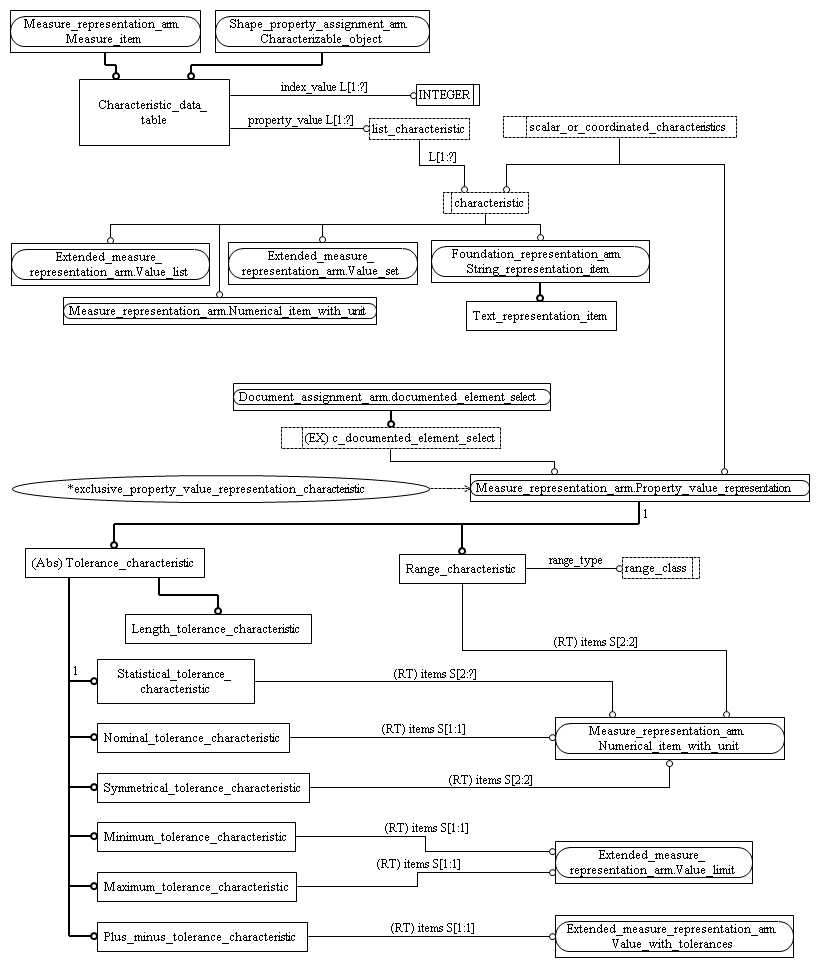 Measure_representation_arm.
Measure_item
Shape_property_assignment_arm.
Characterizable_object
Characteristic_data_
table
index_value L[1:?]
INTEGER
property_value L[1:?]
list_characteristic
scalar_or_coordinated_characteristics
L[1:?]
characteristic
Extended_measure_
representation_arm.Value_list
Extended_measure_
representation_arm.Value_set
Foundation_representation_arm.
String_representation_item
Measure_representation_arm.Numerical_item_with_unit
Text_representation_item
Document_assignment_arm.documented_element_select
(EX) c_documented_element_select
*exclusive_property_value_representation_characteristic
Measure_representation_arm.Property_value_representation
1
(Abs) Tolerance_characteristic
Range_characteristic
range_type
range_class
Length_tolerance_characteristic
(RT) items S[2:2]
1
Statistical_tolerance_
characteristic
(RT) items S[2:?]
Nominal_tolerance_characteristic
(RT) items S[1:1]
Measure_representation_arm.
Numerical_item_with_unit
Symmetrical_tolerance_characteristic
(RT) items S[2:2]
Minimum_tolerance_characteristic
(RT) items S[1:1]
Extended_measure_
representation_arm.Value_limit
Maximum_tolerance_characteristic
(RT) items S[1:1]
Plus_minus_tolerance_characteristic
(RT) items S[1:1]
Extended_measure_representation_arm.
Value_with_tolerances